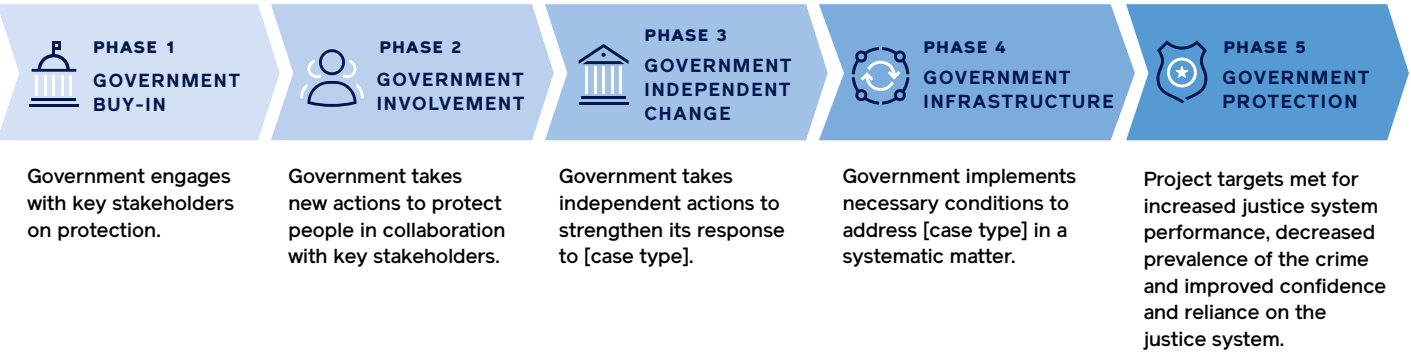 PHASE 1
GOVERNMENT
BUY-IN
PHASE 2
GOVERNMENT
INVOLVEMENT
PHASE 3
GOVERNMENT
INDEPENDENT
CHANGE
PHASE 4
GOVERNMENT
INFRASTRUCTURE
PHASE 5
GOVERNMENT
PROTECTION
Government engages
with key stakeholders
on protection.
Government takes
new actions to protect
people in collaboration
with key stakeholders.
Government takes
independent actions to
strengthen its response
to [case type].
Government implements
necessary conditions to
address [case type] in a
systematic matter.
Project targets met for
increased justice system
performance, decreased
prevalence of the crime
and improved confidence
and reliance on the
justice system.